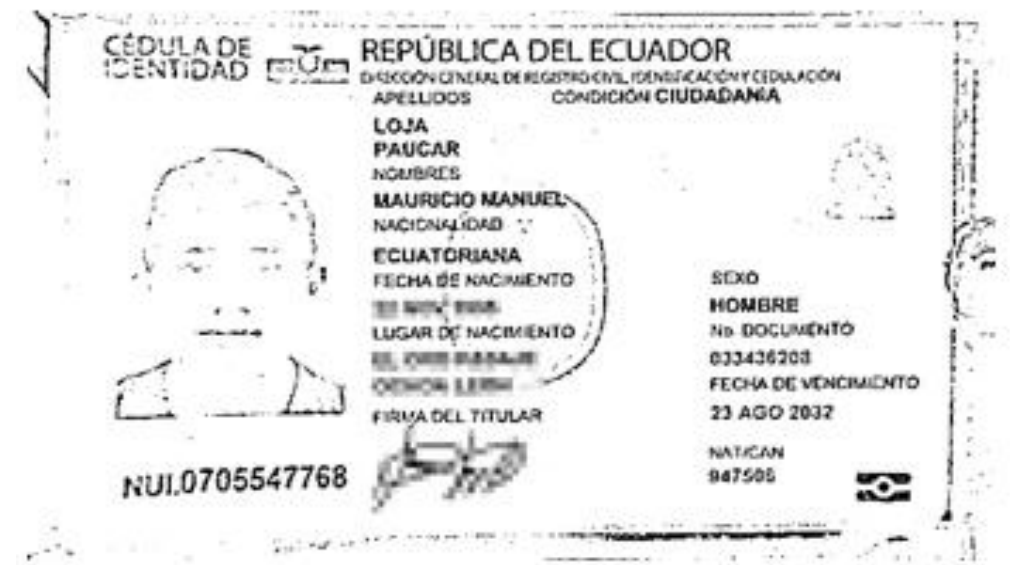 CÉDULA DE IDENTIDAD
REPÚBLICA DEL ECUADOR
DIRECCIÓN GENERAL DE REGISTRO CIVIL, IDENTIFICACIÓN Y CEDULACIÓN
APELLIDOS
CONDICIÓN CIUDADANÍA
LOJA
PAUCAR
NOMBRES
MAURICIO MANUEL
NACIONALIDAD
ECUATORIANA
FECHA DE NACIMIENTO
LUGAR DE NACIMIENTO
FIRMA DEL TITULAR
SEXO
HOMBRE
No. DOCUMENTO
033436208
FECHA DE VENCIMIENTO
23 AGO 2032
NAT/CAN
947506
NUI.0705547768